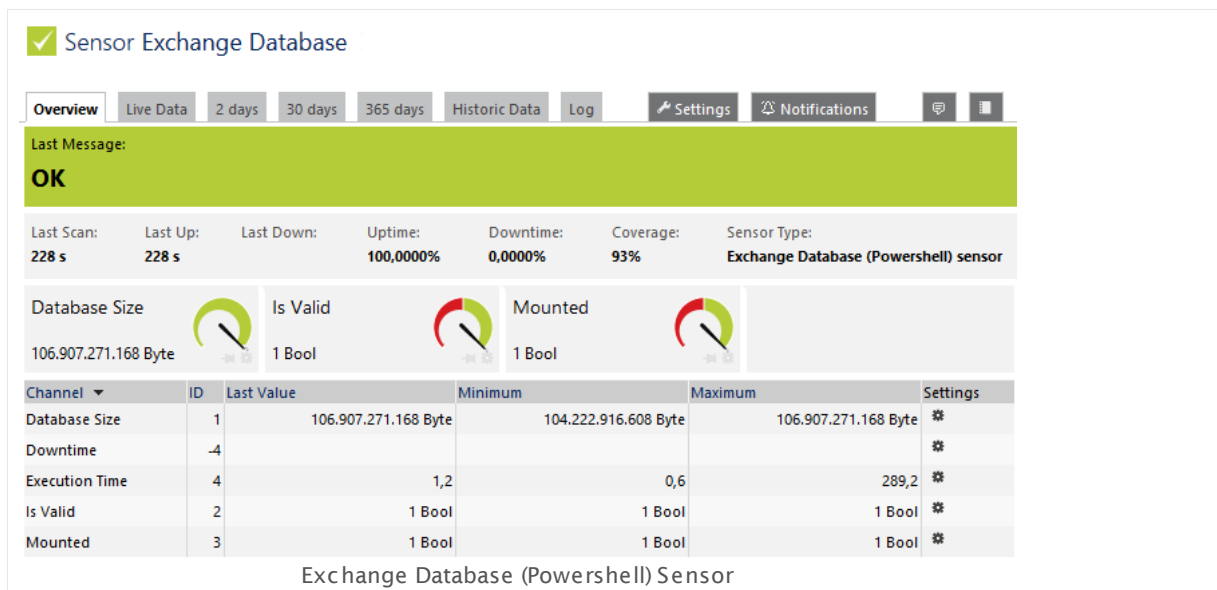 Sensor Exchange Database
Overview Live Data 2 days 30 days 365 days Historic Data Log Settings Notifications
Last Message:
OK
Last Scan: Last Up: Last Down: Uptime: Downtime: Coverage: Sensor Type:
228 s 228 s 100,0000% 0,0000% 93% Exchange Database (Powershell) sensor
Database Size Is Valid Mounted
106.907.271.168 Byte 1 Bool 1 Bool
Channel ID Last Value Minimum Maximum Settings
Database Size 1 106.907.271.168 Byte 104.222.916.608 Byte 106.907.271.168 Byte
Downtime -4
Execution Time 4 1,2 0,6 289,2
Is Valid 2 1 Bool 1 Bool 1 Bool
Mounted 3 1 Bool 1 Bool 1 Bool
Exchange Database (Powershell) Sensor